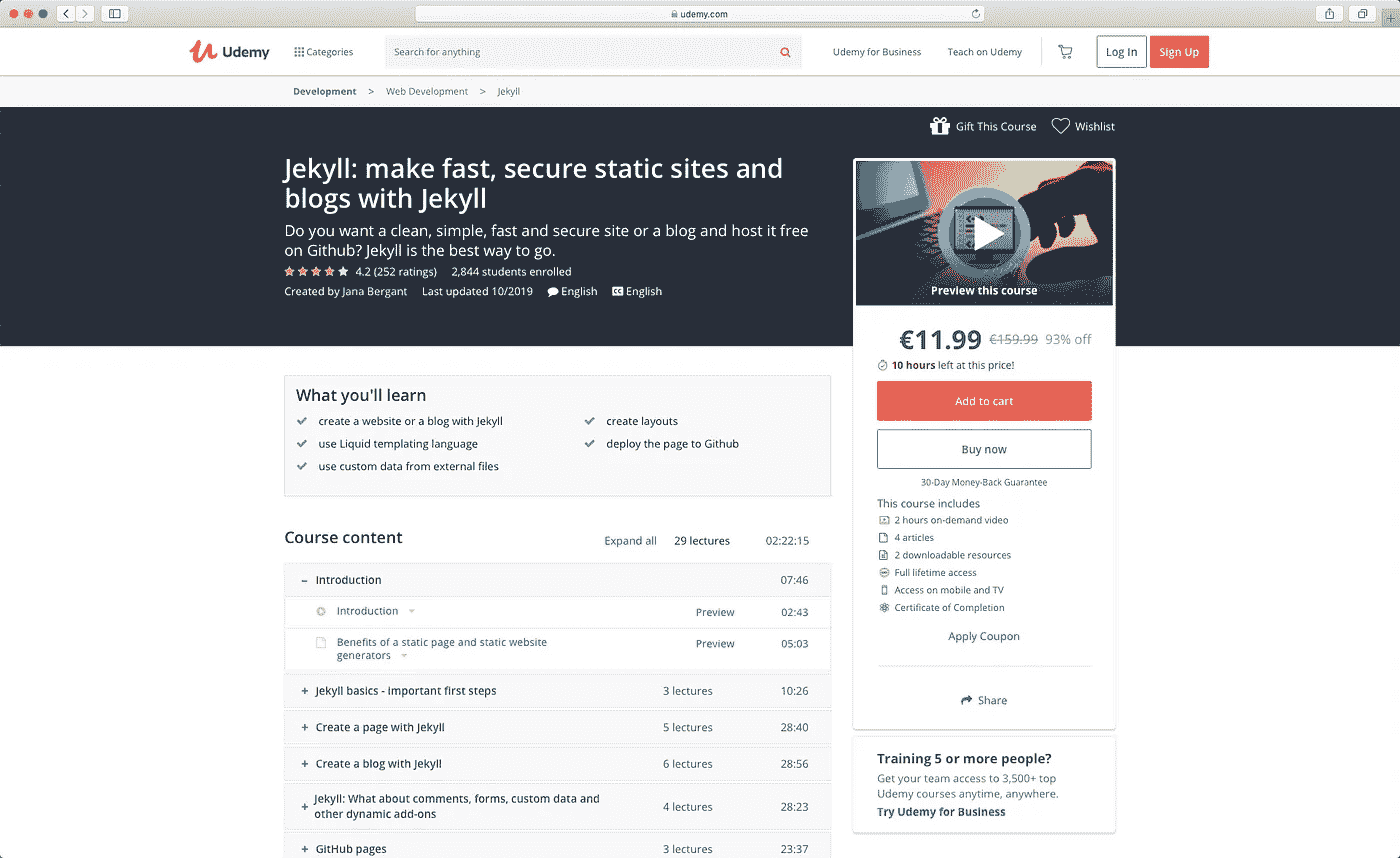 udemy.com
Udemy
Categories
Search for anything
Udemy for Business
Teach on Udemy
Log In
Sign Up
Development > Web Development > Jekyll
Gift This Course
Wishlist
Jekyll: make fast, secure static sites and
blogs with Jekyll
Do you want a clean, simple, fast and secure site or a blog and host it free
on Github? Jekyll is the best way to go.
4.2 (252 ratings) 2,844 students enrolled
Created by Jana Bergant Last updated 10/2019 English CC English
Preview this course
€11.99 €159.99 93% off
10 hours left at this price!
Add to cart
Buy now
30-Day Money-Back Guarantee
This course includes
2 hours on-demand video
4 articles
2 downloadable resources
Full lifetime access
Access on mobile and TV
Certificate of Completion
Apply Coupon
Share
Training 5 or more people?
Get your team access to 3,500+ top
Udemy courses anytime, anywhere.
Try Udemy for Business
What you'll learn
create a website or a blog with Jekyll
use Liquid templating language
use custom data from external files
create layouts
deploy the page to Github
Course content Expand all 29 lectures 02:22:15
– Introduction 07:46
Introduction Preview 02:43
Benefits of a static page and static website
generators Preview 05:03
+ Jekyll basics - important first steps 3 lectures 10:26
+ Create a page with Jekyll 5 lectures 28:40
+ Create a blog with Jekyll 6 lectures 28:56
+ Jekyll: What about comments, forms, custom data and
other dynamic add-ons 4 lectures 28:23
+ GitHub pages 3 lectures 23:37